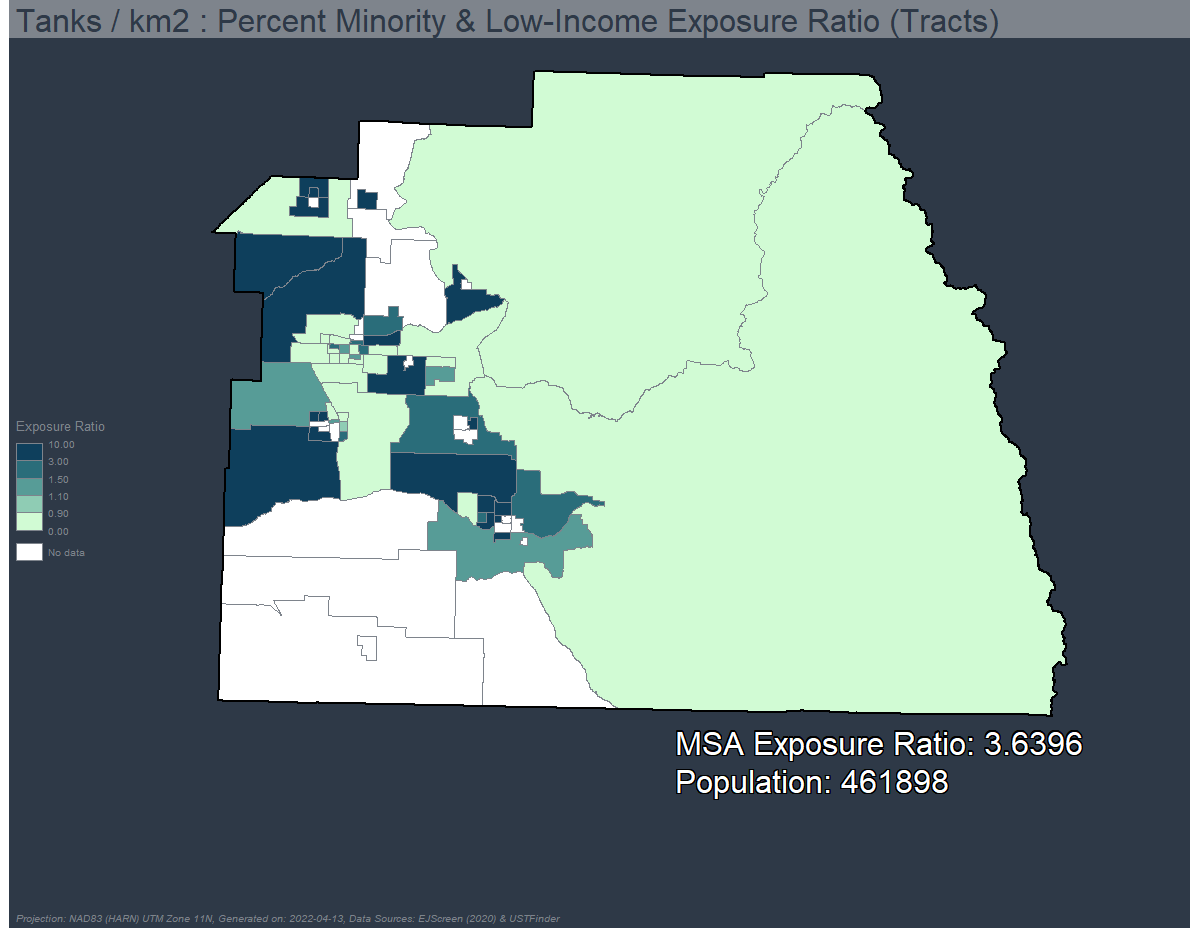 Tanks / km2 : Percent Minority & Low-Income Exposure Ratio (Tracts)
Exposure Ratio
10.00
3.00
1.50
1.10
0.90
0.00
No data
MSA Exposure Ratio: 3.6396
Population: 461898
Projection: NAD83 (HARN) UTM Zone 11N, Generated on: 2022-04-13, Data Sources: EJScreen (2020) & USTFinder